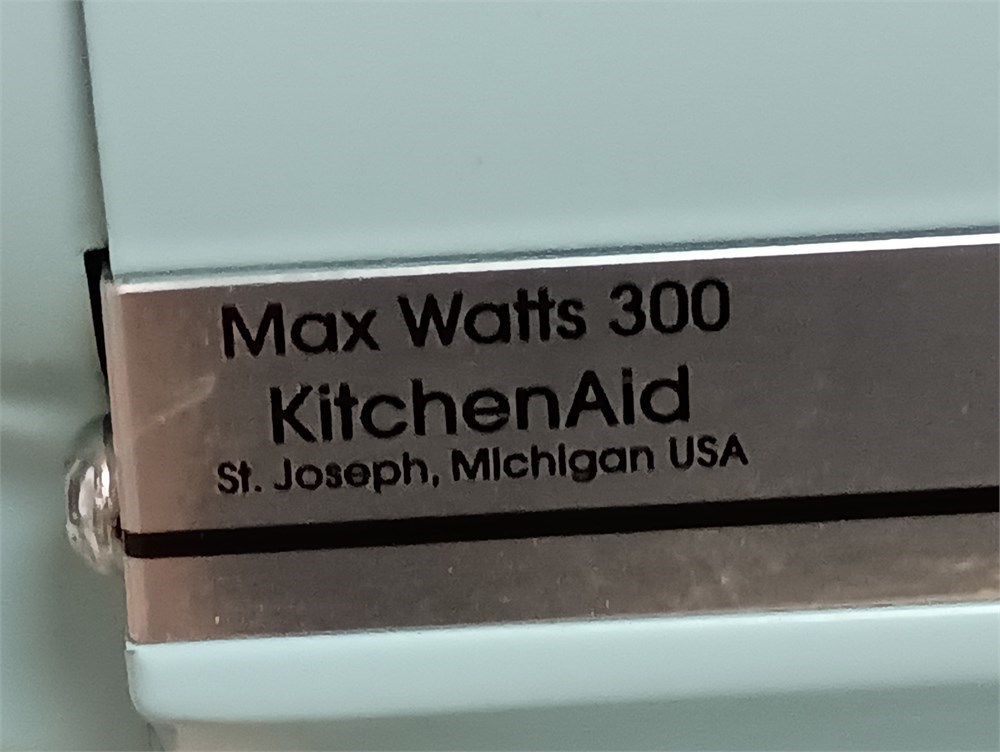 Max Watts 300
KitchenAid
St. Joseph, Michigan USA